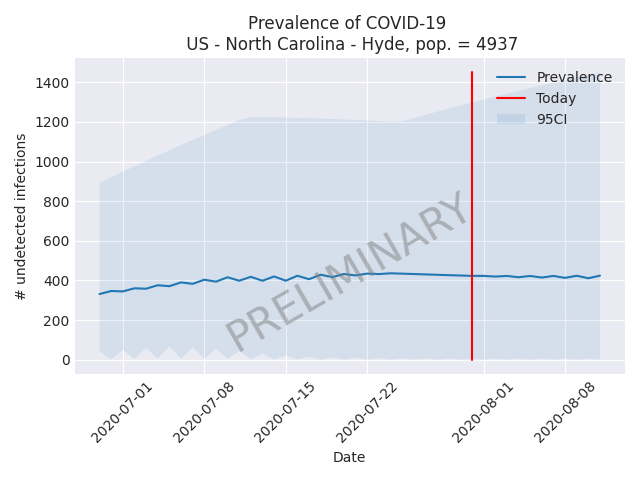 Prevalence of COVID-19
US - North Carolina - Hyde, pop. = 4937
1400
1200
1000
800
600
400
200
0
# undetected infections
Prevalence
Today
95CI
PRELIMINARY
2020-07-01
2020-07-08
2020-07-15
2020-07-22
2020-08-01
2020-08-08
Date